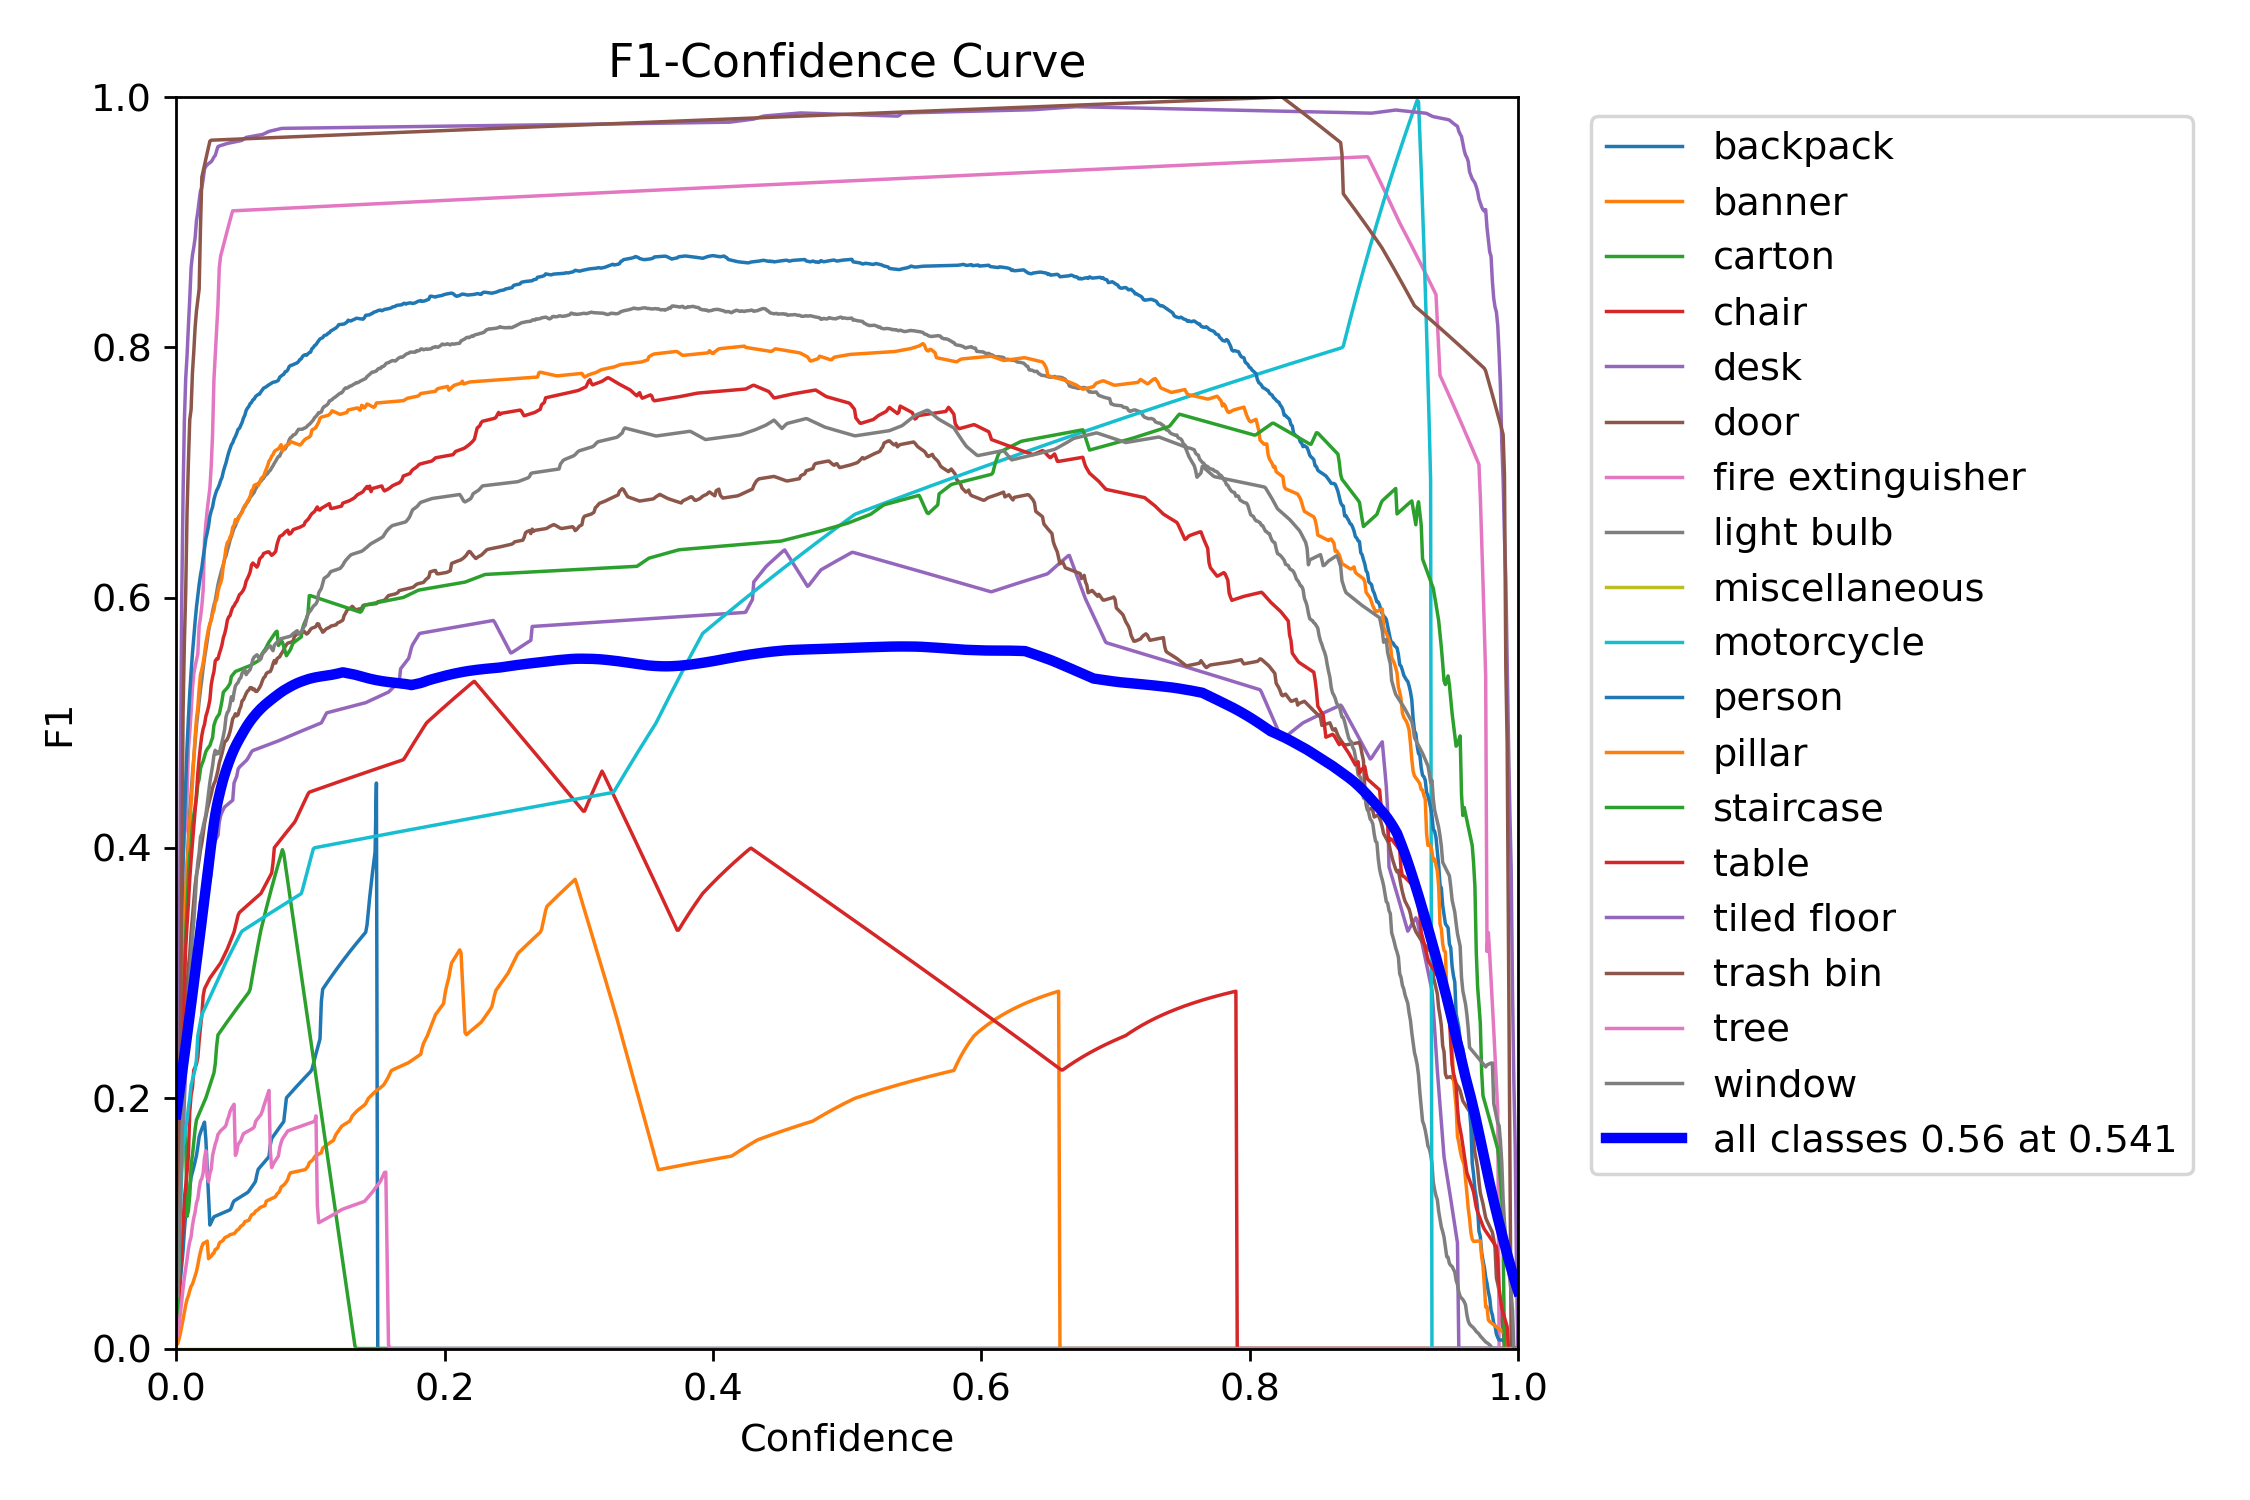 F1-Confidence Curve
1.0
0.8
0.6
0.4
0.2
0.0
F1
0.0 0.2 0.4 0.6 0.8 1.0
Confidence
backpack
banner
carton
chair
desk
door
fire extinguisher
light bulb
miscellaneous
motorcycle
person
pillar
staircase
table
tiled floor
trash bin
tree
window
all classes 0.56 at 0.541